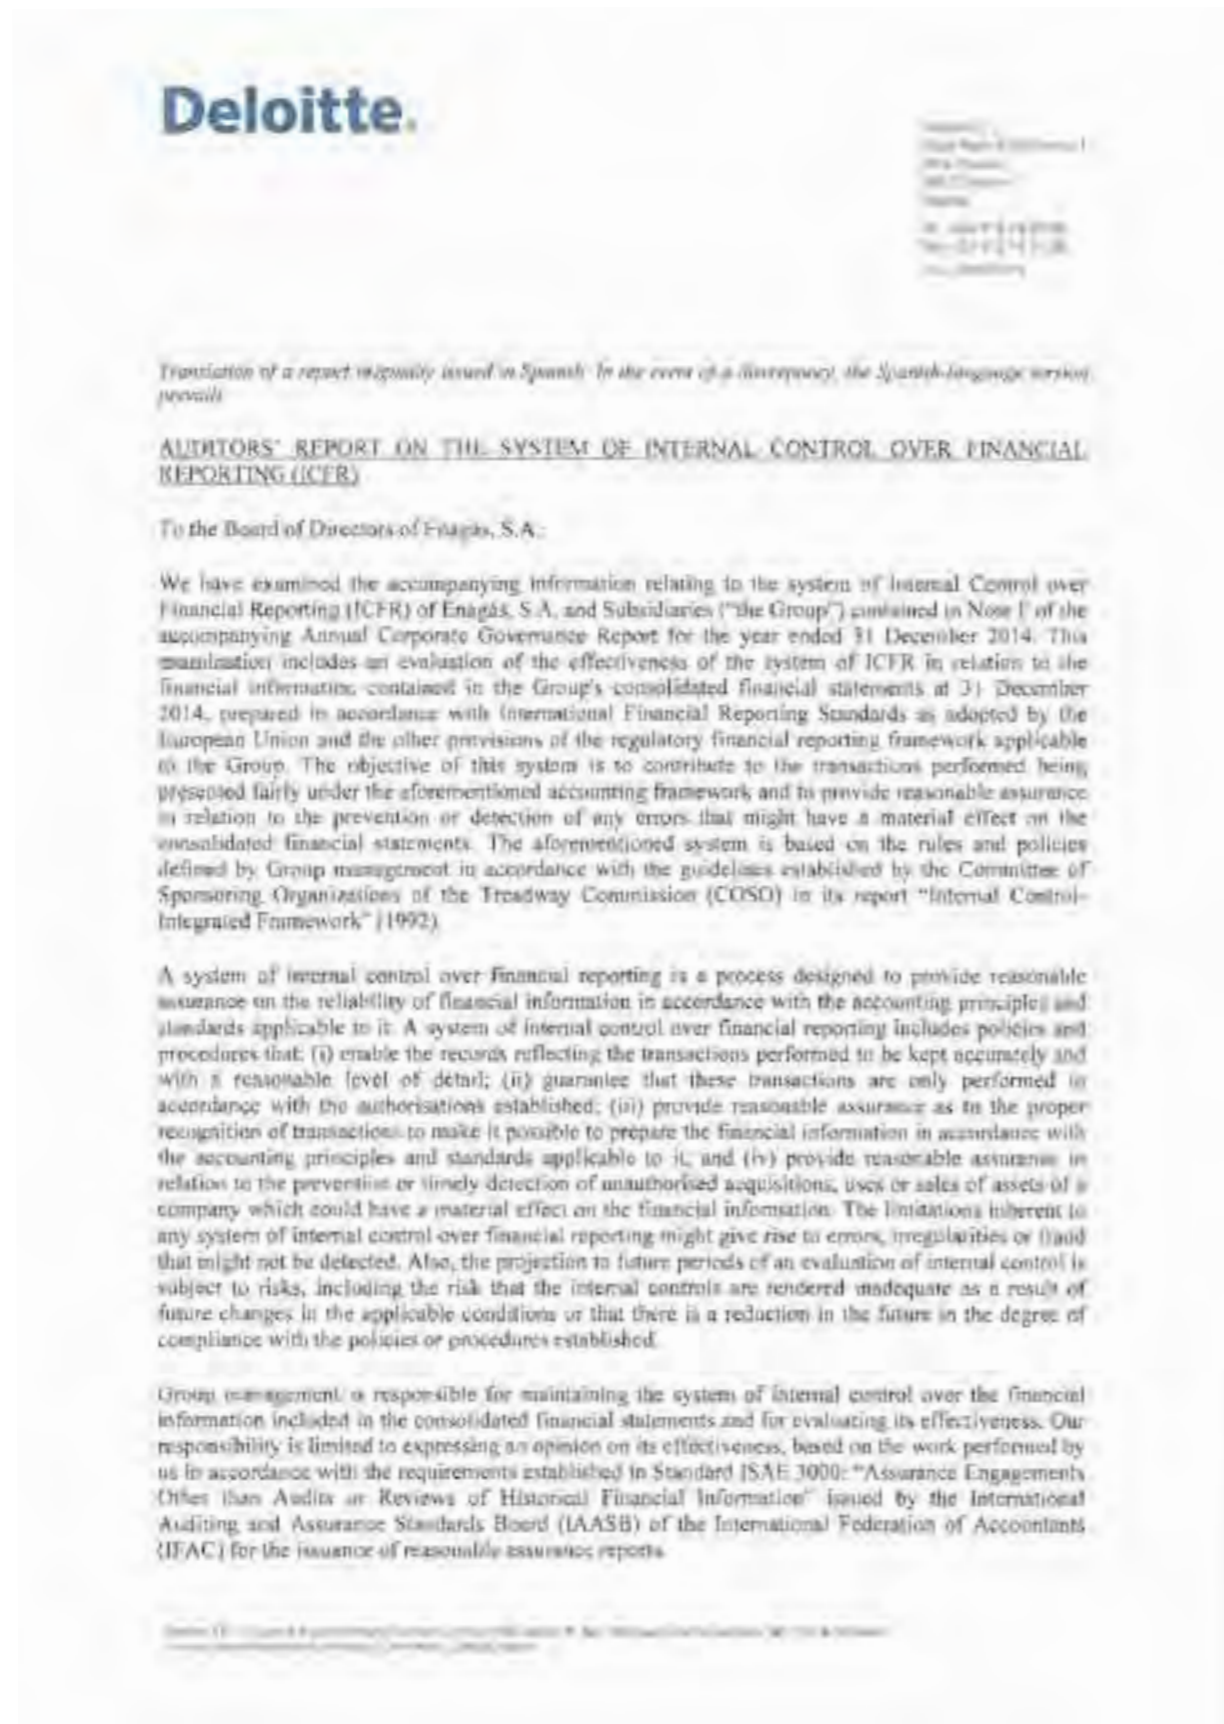 Deloitte.
Translation of a report originally issued in Spanish. In the event of a discrepancy, the Spanish-language version
prevails.
AUDITORS' REPORT ON THE SYSTEM OF INTERNAL CONTROL OVER FINANCIAL
REPORTING (ICFR)
To the Board of Directors of Enagás, S.A.:
We have examined the accompanying information relating to the system of Internal Control over
Financial Reporting (ICFR) of Enagás, S.A. and Subsidiaries ("the Group") contained in Note F of the
accompanying Annual Corporate Governance Report for the year ended 31 December 2014. This
examination includes an evaluation of the effectiveness of the system of ICFR in relation to the
financial information contained in the Group's consolidated financial statements at 31 December
2014, prepared in accordance with International Financial Reporting Standards as adopted by the
European Union and the other provisions of the regulatory financial reporting framework applicable
to the Group. The objective of this system is to contribute to the transactions performed being
presented fairly under the aforementioned accounting framework and to provide reasonable assurance
in relation to the prevention or detection of any errors that might have a material effect on the
consolidated financial statements. The aforementioned system is based on the rules and policies
defined by Group management in accordance with the guidelines established by the Committee of
Sponsoring Organizations of the Treadway Commission (COSO) in its report "Internal Control-
Integrated Framework" (1992).
A system of internal control over financial reporting is a process designed to provide reasonable
assurance on the reliability of financial information in accordance with the accounting principles and
standards applicable to it. A system of internal control over financial reporting includes policies and
procedures that: (i) enable the records reflecting the transactions performed to be kept accurately and
with a reasonable level of detail; (ii) guarantee that these transactions are only performed in
accordance with the authorisations established; (iii) provide reasonable assurance as to the proper
recognition of transactions to make it possible to prepare the financial information in accordance with
the accounting principles and standards applicable to it, and (iv) provide reasonable assurance in
relation to the prevention or timely detection of unauthorised acquisitions, uses or sales of assets of a
company which could have a material effect on the financial information. The limitations inherent to
any system of internal control over financial reporting might give rise to errors, irregularities or fraud
that might not be detected. Also, the projection to future periods of an evaluation of internal control is
subject to risks, including the risk that the internal controls are rendered inadequate as a result of
future changes in the applicable conditions or that there is a reduction in the future in the degree of
compliance with the policies or procedures established.
Group management is responsible for maintaining the system of internal control over the financial
information included in the consolidated financial statements and for evaluating its effectiveness. Our
responsibility is limited to expressing an opinion on its effectiveness, based on the work performed by
us in accordance with the requirements established in Standard ISAE 3000: "Assurance Engagements
Other than Audits or Reviews of Historical Financial Information" issued by the International
Auditing and Assurance Standards Board (IAASB) of the International Federation of Accountants
(IFAC) for the issuance of reasonable assurance reports.